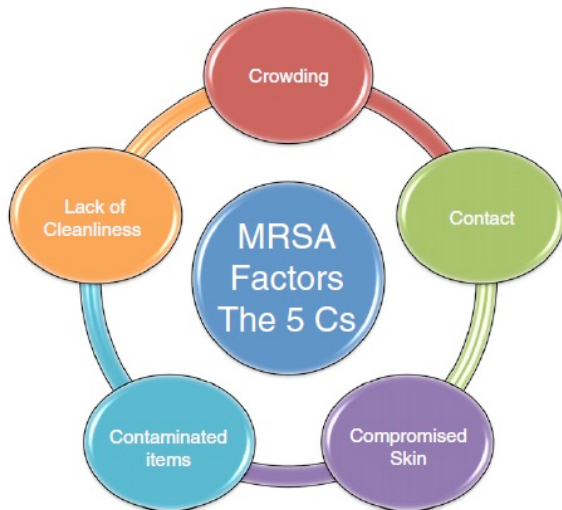 Crowding
Contact
Compromised
Skin
Contaminated
items
Lack of
Cleanliness
MRSA
Factors
The 5 Cs